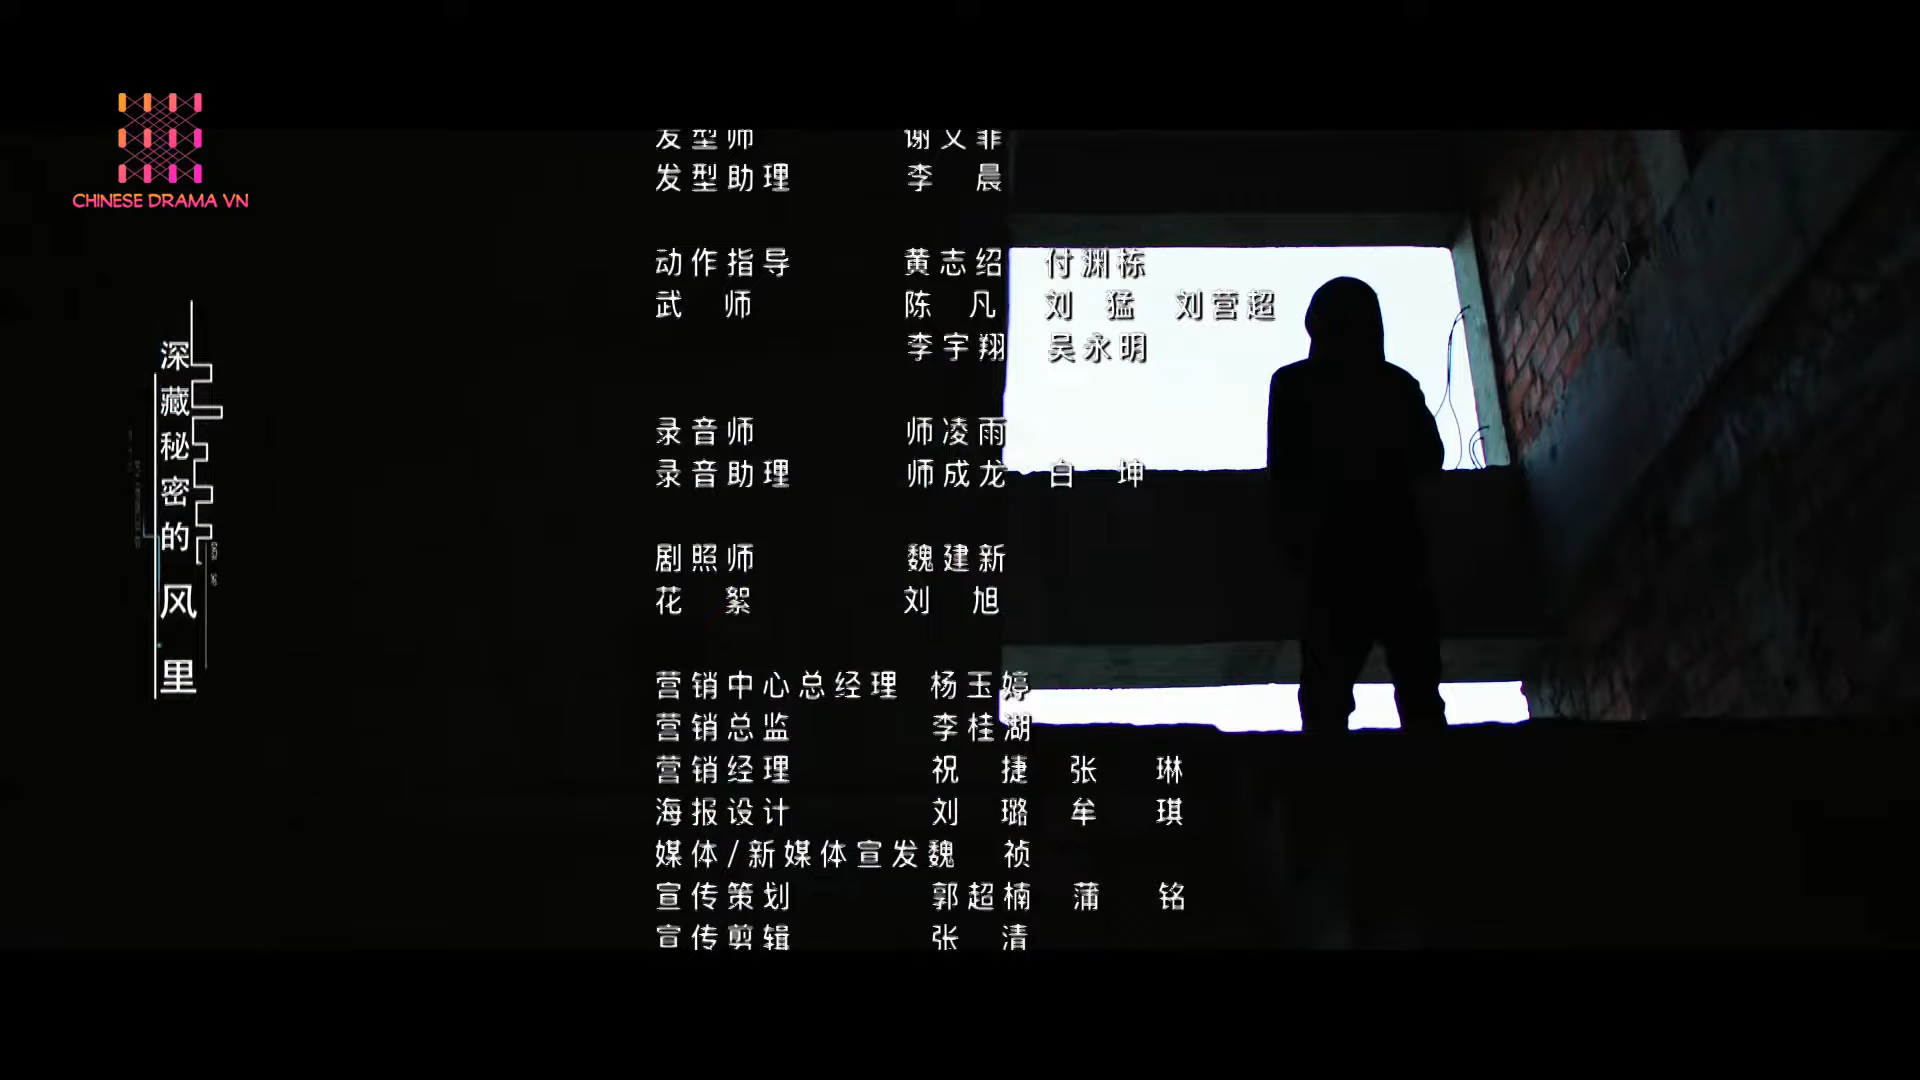 CHINESE DRAMA VN
深藏秘密的风里
发型师 谢文菲
发型助理 李晨
动作指导 黄志绍 付渊栋
武师 陈凡 刘猛 刘营超
李宇翔 吴永明
录音师 师凌雨
录音助理 师成龙 白坤
剧照师 魏建新
花絮 刘旭
营销中心总经理 杨玉婷
营销总监 李桂湖
营销经理 祝捷 张琳
海报设计 刘璐 牟琪
媒体/新媒体宣发 魏祯
宣传策划 郭超楠 蒲铭
宣传剪辑 张清